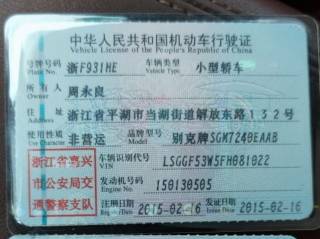 中华人民共和国机动车行驶证
Vehicle License of the People's Republic of China
号牌号码 浙F931ME 车辆类型 小型轿车
Plate No. Vehicle Type
所有人 周永良
Owner
住址 浙江省平湖市当湖街道解放东路132号
Address
使用性质 非营运 品牌型号 别克牌SGM7240EAAB
Use Character Model
浙江省嘉兴
市公安局交
通警察支队
车辆识别代号 LSGGF53W5FH081022
VIN
发动机号码 150130505
Engine No.
注册日期 2015-02-16 发证日期 2015-02-16
Register Date Issue Date